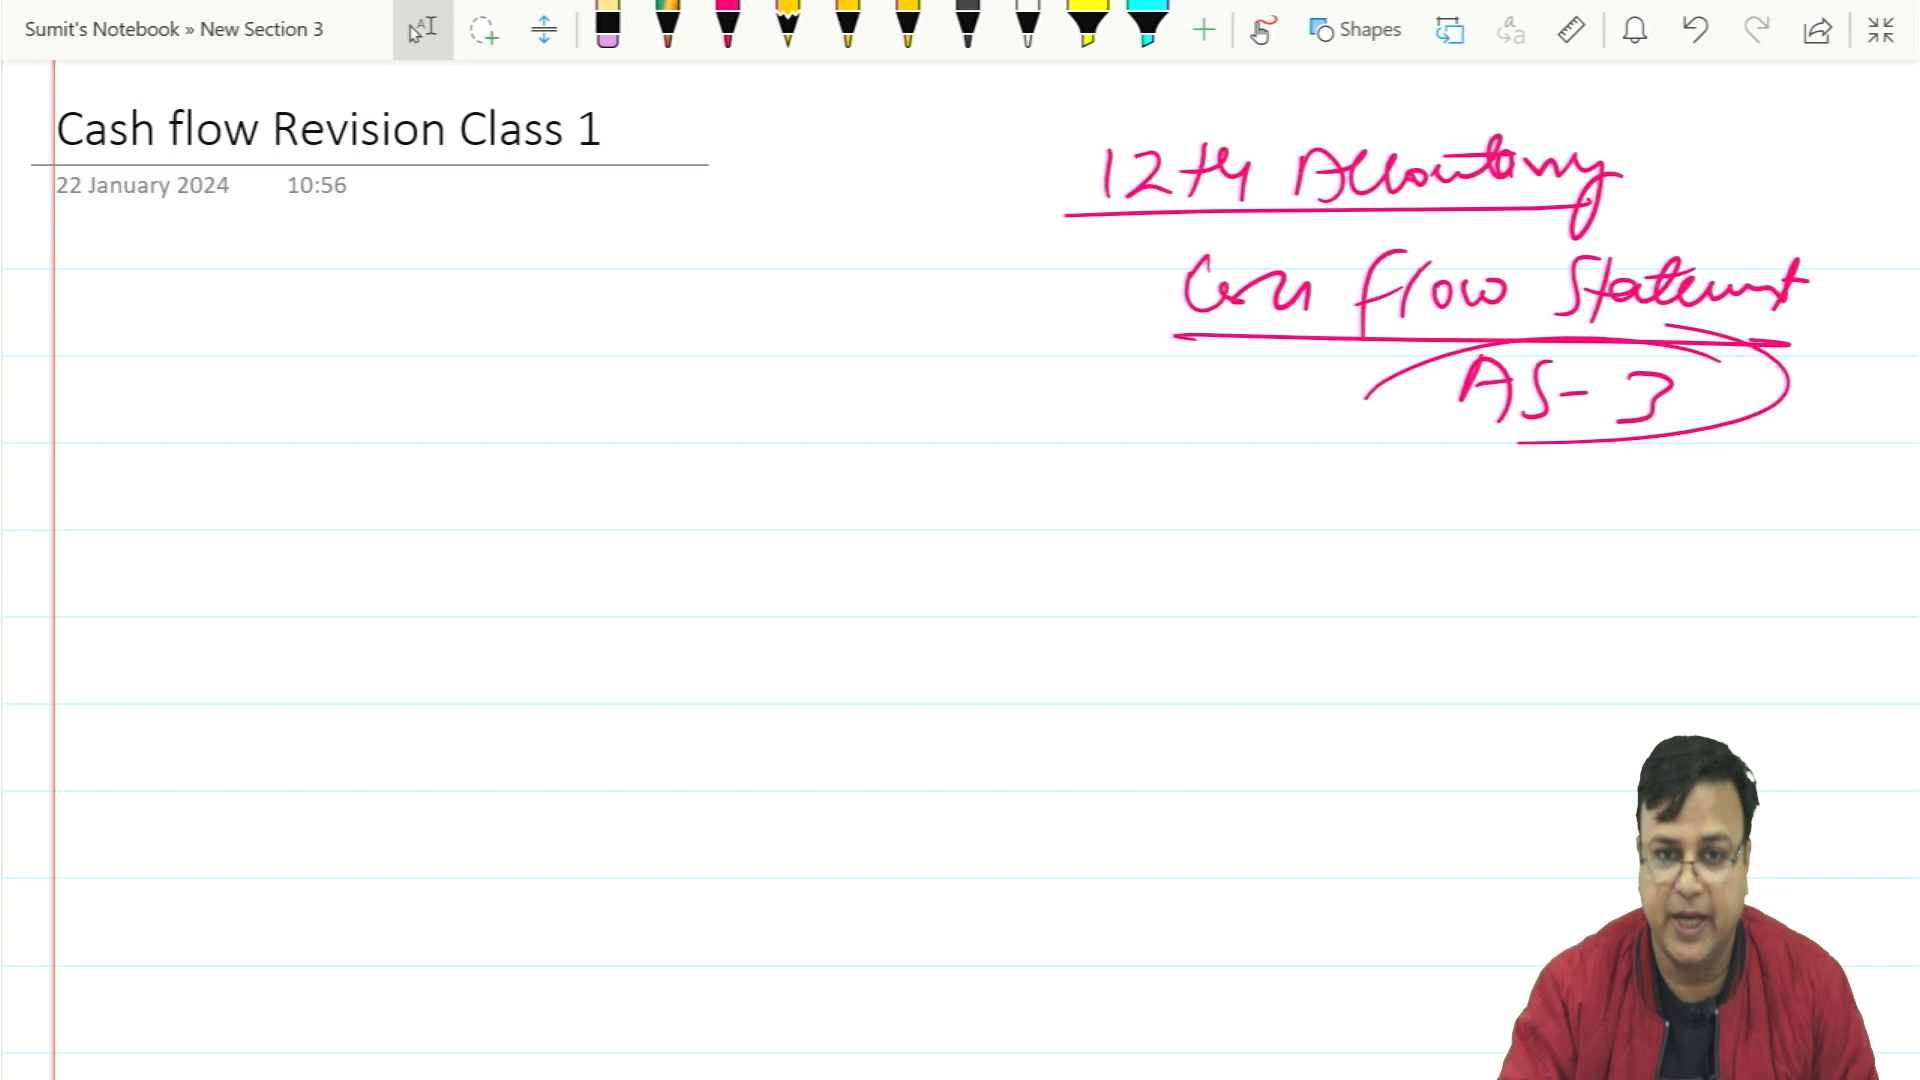 Sumit's Notebook » New Section 3
Shapes
Cash flow Revision Class 1
22 January 2024 10:56
12th Accounting
Cash flow Statement
AS-3